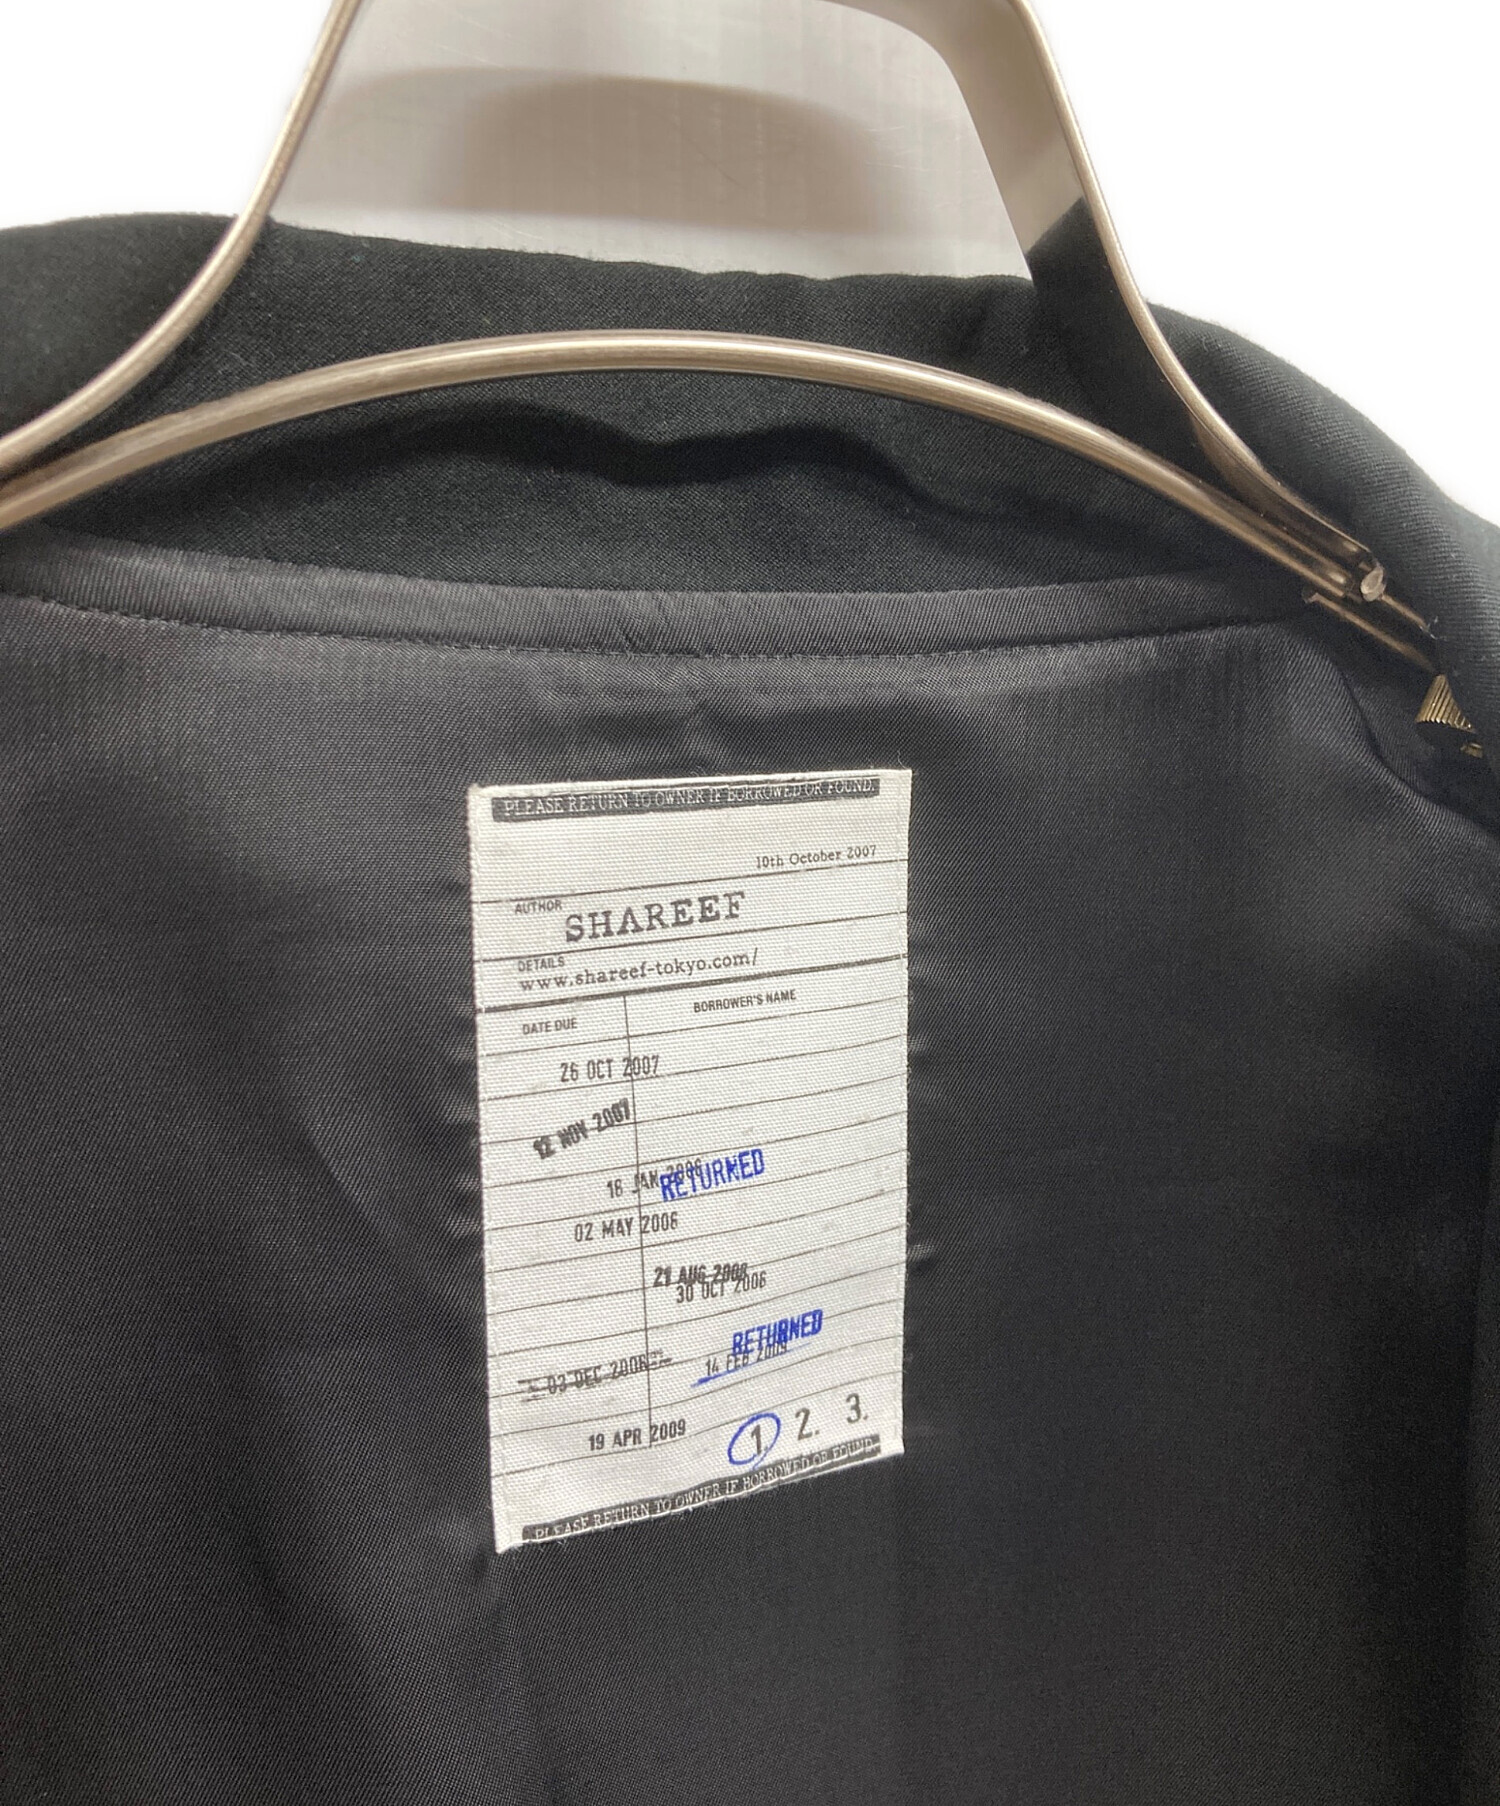 PLEASE RETURN TO OWNER IF BORROWED OR FOUND.
10th October 2007
AUTHOR SHAREEF
DETAILS
www.shareef-tokyo.com/
DATE DUE BORROWER'S NAME
26 OCT 2007
12 NOV 2007
RETURNED
02 MAY 2006
21 AUG 2008
30 OCT 2006
RETURNED
03 DEC 2006
14 FEB 2009
19 APR 2009
1. 2. 3.
PLEASE RETURN TO OWNER IF BORROWED OR FOUND.